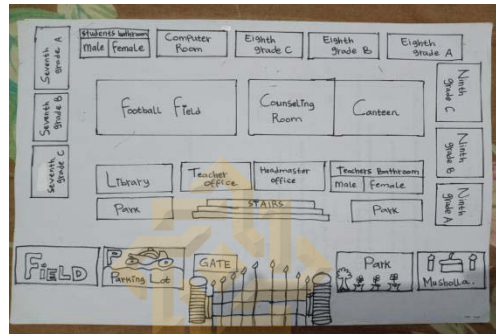 Students bathroom
Male Female
Computer
Room
Eighth
grade C
Eighth
grade B
Eighth
grade A
Seventh
grade A
Seventh
grade B
Seventh
grade C
Football Field
Counseling
Room
Canteen
Ninth
grade C
Ninth
grade B
Ninth
grade A
Library
Teacher
office
Headmaster
office
Teachers Bathroom
Male Female
Park
STAIRS
Park
FIELD
P
Parking Lot
GATE
Park
Musholla.